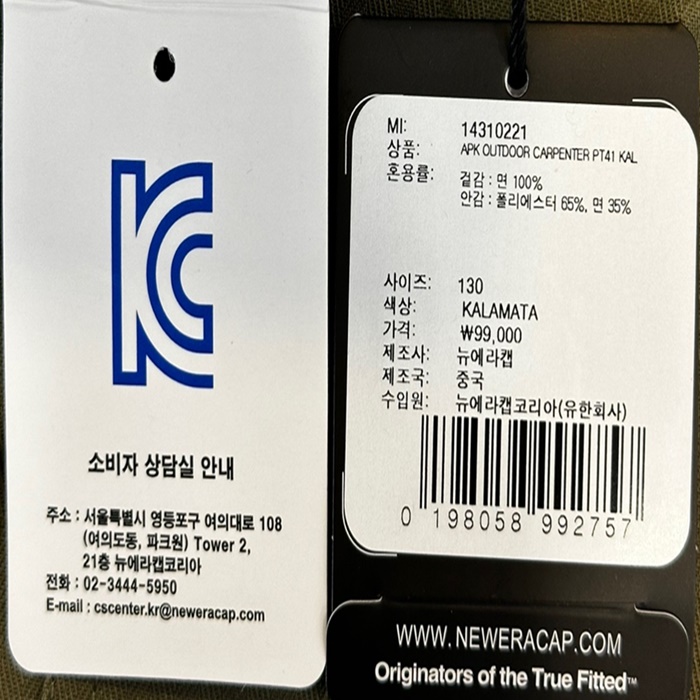 KC
소비자 상담실 안내
주소 : 서울특별시 영등포구 여의대로 108
(여의도동, 파크원) Tower 2,
21층 뉴에라캡코리아
전화 : 02-3444-5950
E-mail : cscenter.kr@neweracap.com
MI: 14310221
상품: APK OUTDOOR CARPENTER PT41 KAL
혼용률: 겉감 : 면 100%
안감 : 폴리에스터 65%, 면 35%
사이즈: 130
색상: KALAMATA
가격: ₩99,000
제조사: 뉴에라캡
제조국: 중국
수입원: 뉴에라캡코리아(유한회사)
0 198058 992757
WWW.NEWERACAP.COM
Originators of the True Fitted™